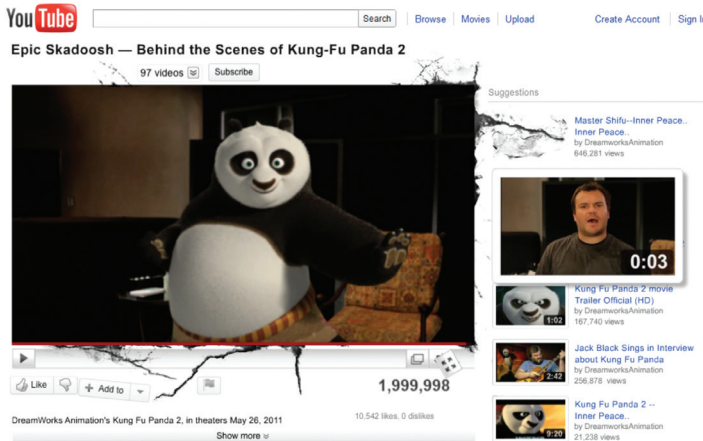 YouTube
Search
Browse
Movies
Upload
Create Account
Sign
Epic Skadoosh — Behind the Scenes of Kung-Fu Panda 2
97 videos
Subscribe
Suggestions
Master Shifu--Inner Peace..
Inner Peace..
by DreamworksAnimation
646,281 views
0:03
Kung Fu Panda 2 movie
Trailer Official (HD)
by DreamworksAnimation
167,740 views
1:02
Jack Black Sings in Interview
about Kung Fu Panda
by DreamworksAnimation
256,878 views
2:42
Kung Fu Panda 2 --
Inner Peace..
by DreamworksAnimation
21,238 views
9:20
Like
Add to
1,999,998
10,542 likes, 0 dislikes
DreamWorks Animation's Kung Fu Panda 2, in theaters May 26, 2011
Show more